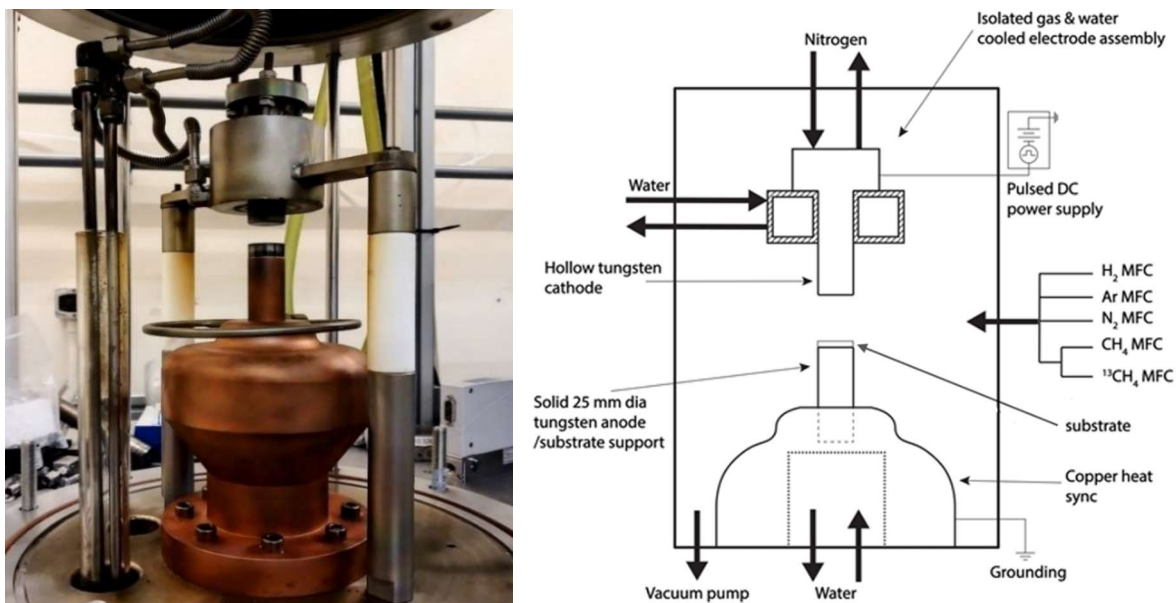 Isolated gas & water
cooled electrode assembly
Nitrogen
Water
Pulsed DC
power supply
Hollow tungsten
cathode
H₂ MFC
Ar MFC
N₂ MFC
CH₄ MFC
¹³CH₄ MFC
Solid 25 mm dia
tungsten anode
/substrate support
substrate
Copper heat
sync
Grounding
Vacuum pump
Water